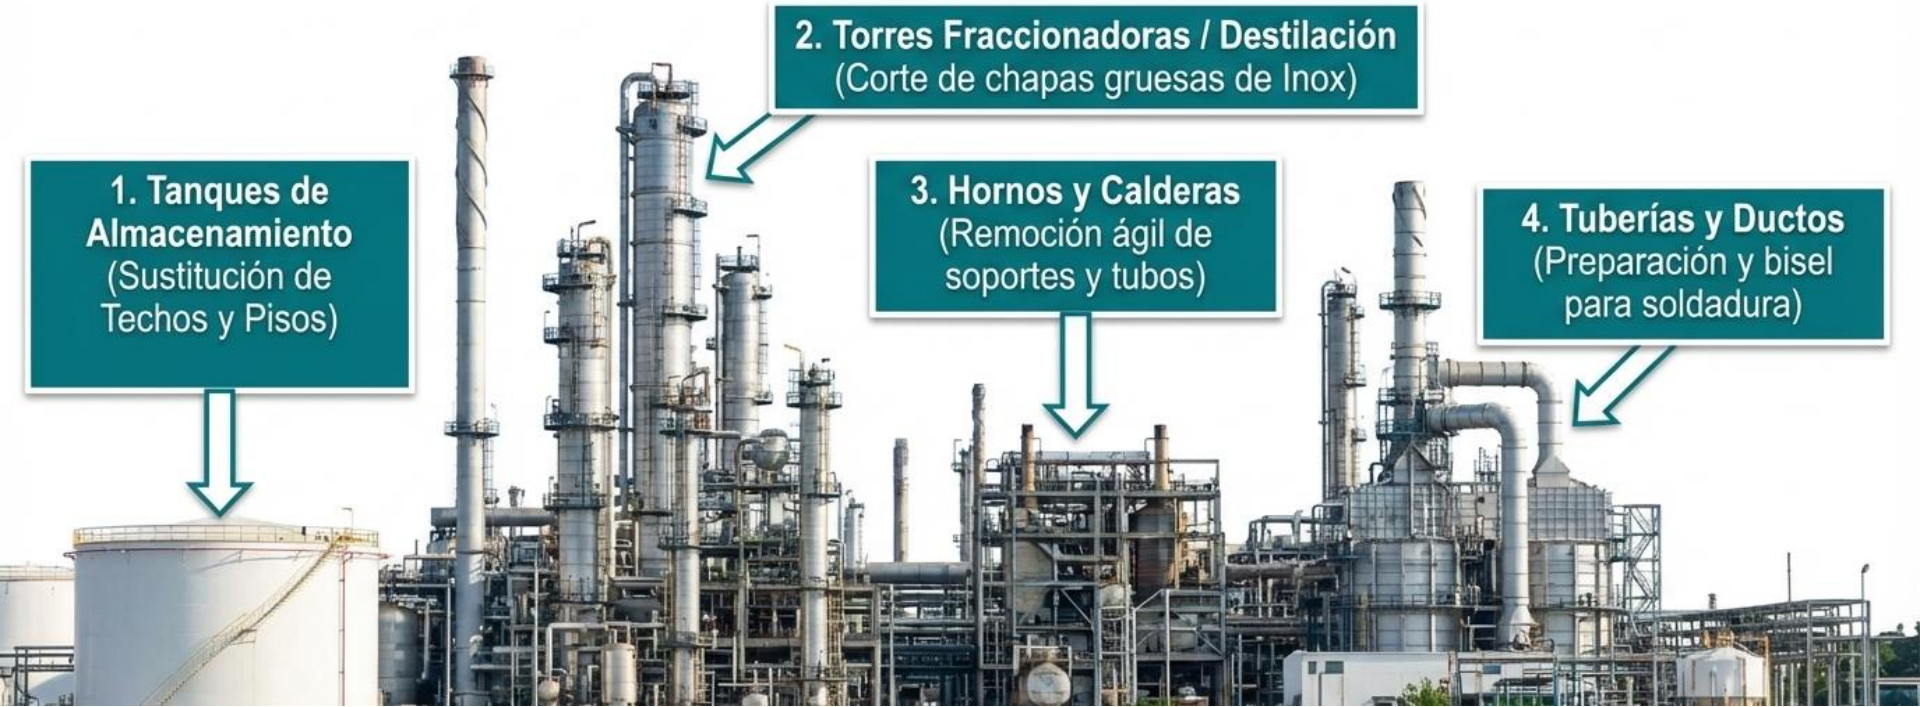 1. Tanques de
Almacenamiento
(Sustitución de
Techos y Pisos)
2. Torres Fraccionadoras / Destilación
(Corte de chapas gruesas de Inox)
3. Hornos y Calderas
(Remoción ágil de
soportes y tubos)
4. Tuberías y Ductos
(Preparación y bisel
para soldadura)